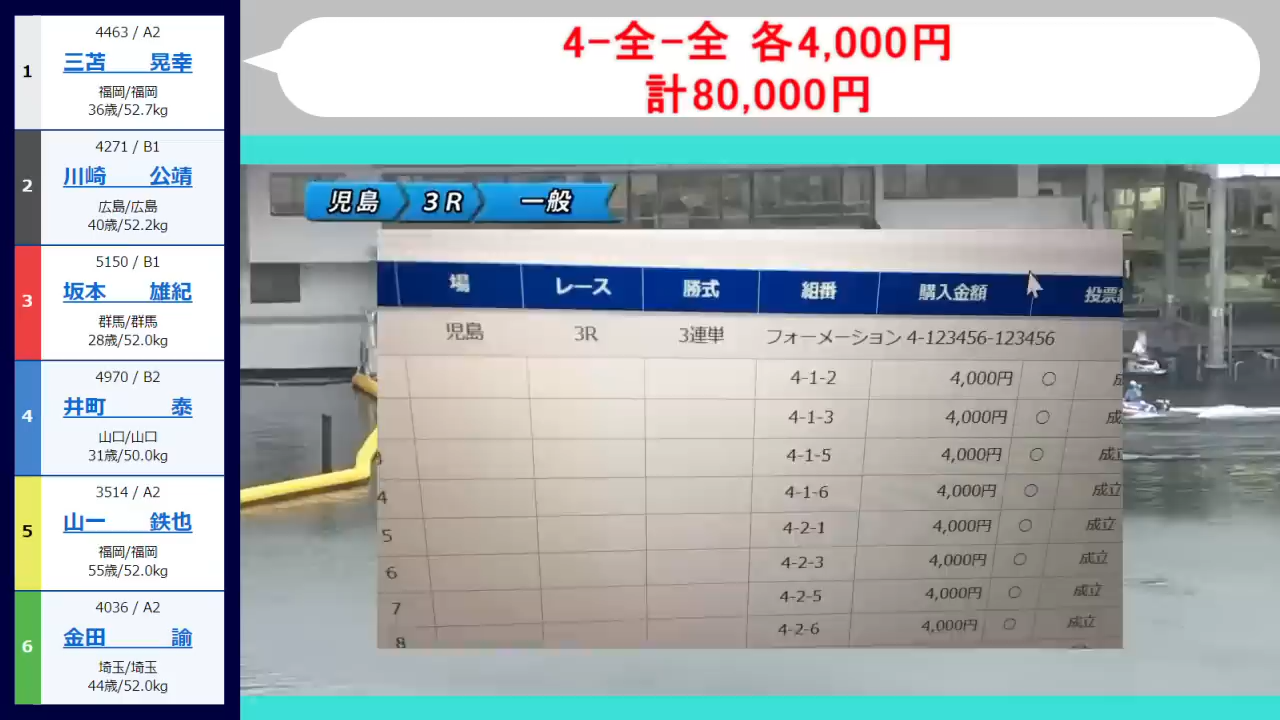 4-全-全 各4,000円
計80,000円
1
4463 / A2
三苫 晃幸
福岡/福岡
36歳/52.7kg
2
4271 / B1
川崎 公靖
広島/広島
40歳/52.2kg
3
5150 / B1
坂本 雄紀
群馬/群馬
28歳/52.0kg
4
4970 / B2
井町 泰
山口/山口
31歳/50.0kg
5
3514 / A2
山一 鉄也
福岡/福岡
55歳/52.0kg
6
4036 / A2
金田 諭
埼玉/埼玉
44歳/52.0kg
児島 3R 一般
場 レース 勝式 組番 購入金額 投票
児島 3R 3連単 フォーメーション 4-123456-123456
4-1-2 4,000円 ○
4-1-3 4,000円 ○ 成
4-1-5 4,000円 ○ 成立
4 4-1-6 4,000円 ○ 成立
5 4-2-1 4,000円 ○ 成立
6 4-2-3 4,000円 ○ 成立
7 4-2-5 4,000円 ○ 成立
8 4-2-6 4,000円 ○ 成立